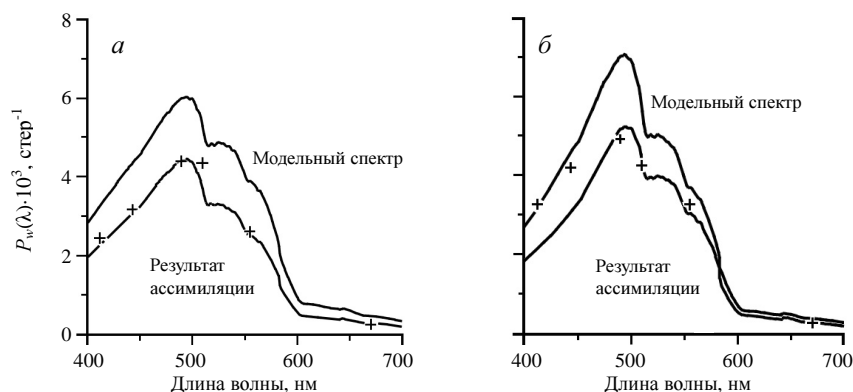 8
6
4
2
0
P_w(λ)·10³, стер⁻¹
а
Модельный спектр
Результат
ассимиляции
400
500
600
700
Длина волны, нм
б
Модельный спектр
Результат
ассимиляции
400
500
600
700
Длина волны, нм